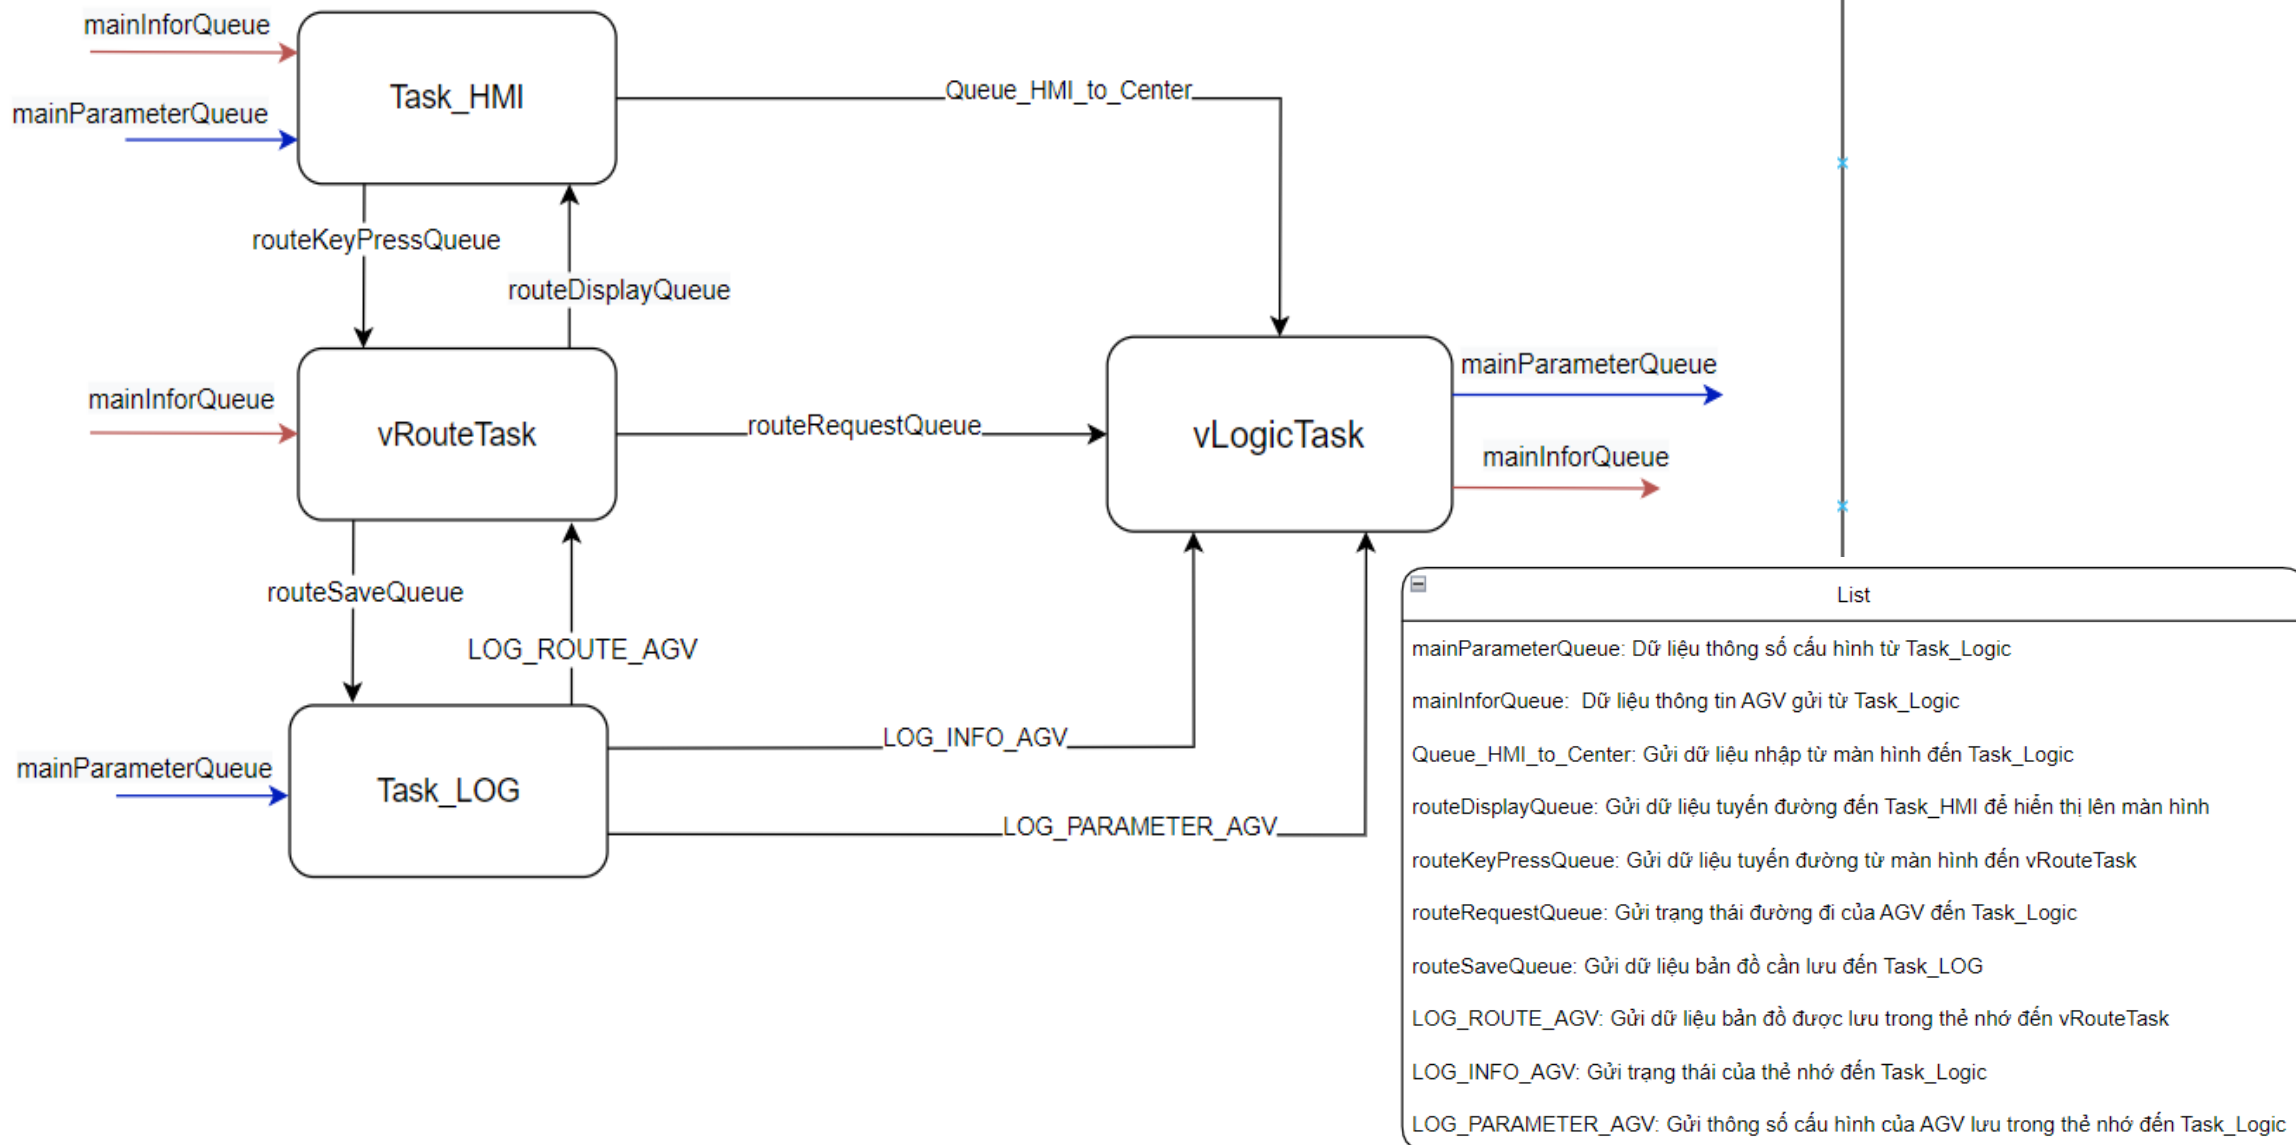 mainInforQueue
Task_HMI
Queue_HMI_to_Center
mainParameterQueue
routeKeyPressQueue
routeDisplayQueue
mainInforQueue
vRouteTask
routeRequestQueue
vLogicTask
mainParameterQueue
mainInforQueue
routeSaveQueue
LOG_ROUTE_AGV
mainParameterQueue
Task_LOG
LOG_INFO_AGV
LOG_PARAMETER_AGV
List
mainParameterQueue: Dữ liệu thông số cấu hình từ Task_Logic
mainInforQueue: Dữ liệu thông tin AGV gửi từ Task_Logic
Queue_HMI_to_Center: Gửi dữ liệu nhập từ màn hình đến Task_Logic
routeDisplayQueue: Gửi dữ liệu tuyến đường đến Task_HMI để hiển thị lên màn hình
routeKeyPressQueue: Gửi dữ liệu tuyến đường từ màn hình đến vRouteTask
routeRequestQueue: Gửi trạng thái đường đi của AGV đến Task_Logic
routeSaveQueue: Gửi dữ liệu bản đồ cần lưu đến Task_LOG
LOG_ROUTE_AGV: Gửi dữ liệu bản đồ được lưu trong thẻ nhớ đến vRouteTask
LOG_INFO_AGV: Gửi trạng thái của thẻ nhớ đến Task_Logic
LOG_PARAMETER_AGV: Gửi thông số cấu hình của AGV lưu trong thẻ nhớ đến Task_Logic